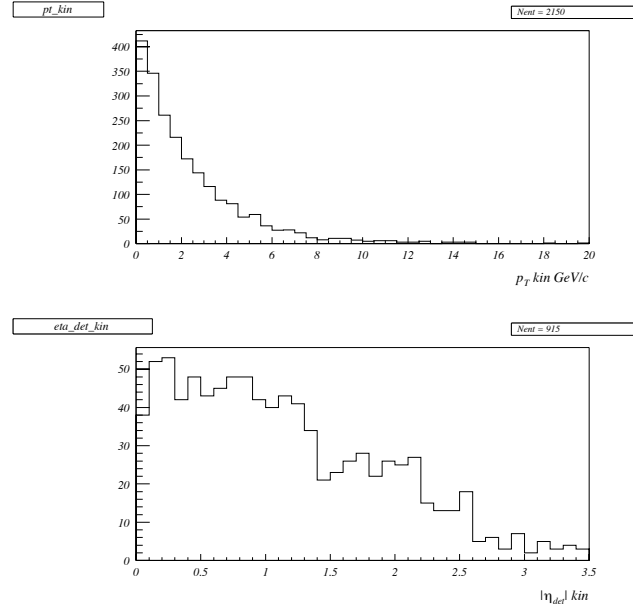 pt_kin
Nent = 2150
400
350
300
250
200
150
100
50
0
0 2 4 6 8 10 12 14 16 18 20
p_T kin GeV/c
eta_det_kin
Nent = 915
50
40
30
20
10
0
0 0.5 1 1.5 2 2.5 3 3.5
|η_det| kin